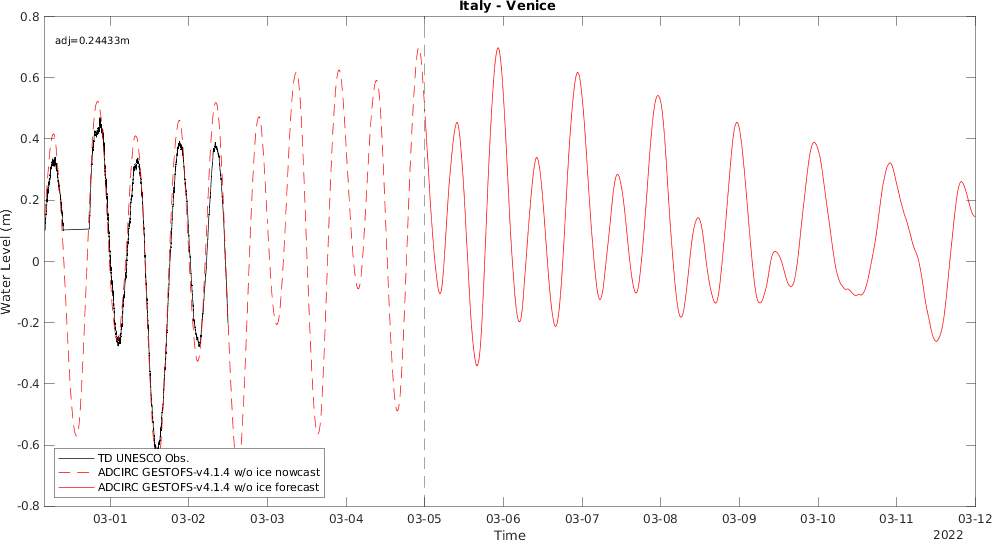 Italy - Venice
adj=0.24433m
Water Level (m)
0.8
0.6
0.4
0.2
0
-0.2
-0.4
-0.6
-0.8
TD UNESCO Obs.
ADCIRC GESTOFS-v4.1.4 w/o ice nowcast
ADCIRC GESTOFS-v4.1.4 w/o ice forecast
03-01 03-02 03-03 03-04 03-05 03-06 03-07 03-08 03-09 03-10 03-11 03-12
Time
2022